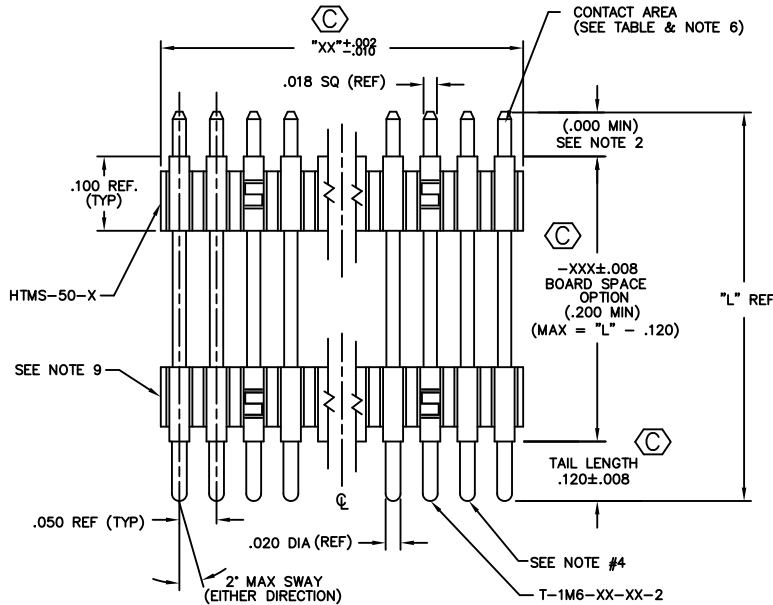 C
"XX"+.002
-.010
CONTACT AREA
(SEE TABLE & NOTE 6)
.018 SQ (REF)
(.000 MIN)
SEE NOTE 2
.100 REF.
(TYP)
C
-XXX±.008
BOARD SPACE
OPTION
(.200 MIN)
(MAX = "L" - .120)
"L" REF
HTMS-50-X
SEE NOTE 9
C
TAIL LENGTH
.120±.008
℄
.050 REF (TYP)
.020 DIA (REF)
SEE NOTE #4
2° MAX SWAY
(EITHER DIRECTION)
T-1M6-XX-XX-2